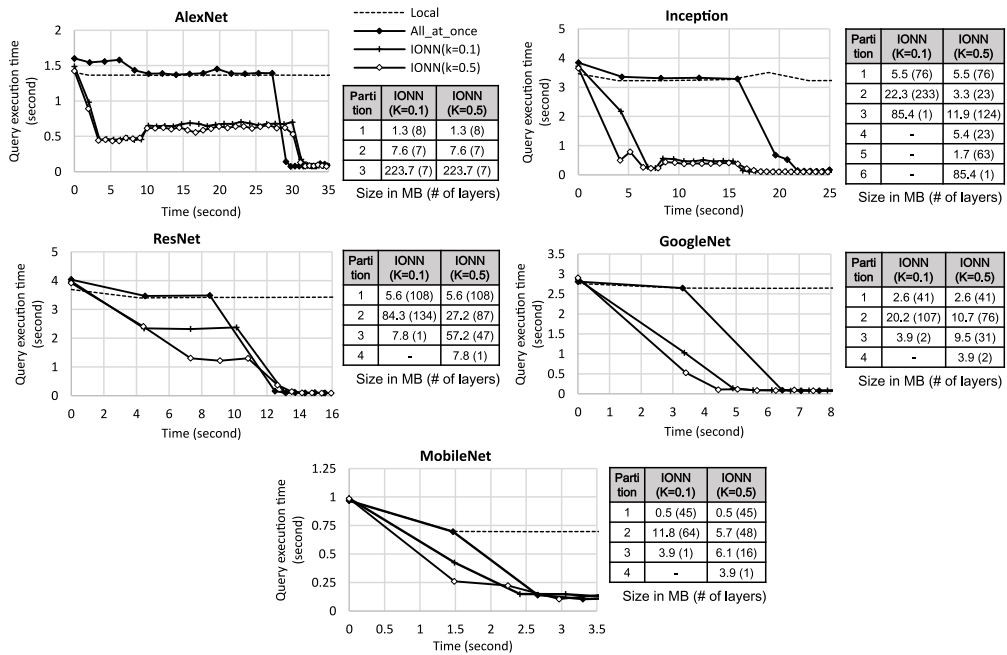 AlexNet
Query execution time
(second)
2
1.5
1
0.5
0
0 5 10 15 20 25 30 35
Time (second)
Local
All_at_once
IONN(k=0.1)
IONN(k=0.5)
Parti tion IONN (K=0.1) IONN (K=0.5)
1 1.3 (8) 1.3 (8)
2 7.6 (7) 7.6 (7)
3 223.7 (7) 223.7 (7)
Size in MB (# of layers)
Inception
Query execution time
(second)
5
4
3
2
1
0
0 5 10 15 20 25
Time (second)
Parti tion IONN (K=0.1) IONN (K=0.5)
1 5.5 (76) 5.5 (76)
2 22.3 (233) 3.3 (23)
3 85.4 (1) 11.9 (124)
4 - 5.4 (23)
5 - 1.7 (63)
6 - 85.4 (1)
Size in MB (# of layers)
ResNet
Query execution time
(second)
5
4
3
2
1
0
0 2 4 6 8 10 12 14 16
Time (second)
Parti tion IONN (K=0.1) IONN (K=0.5)
1 5.6 (108) 5.6 (108)
2 84.3 (134) 27.2 (87)
3 7.8 (1) 57.2 (47)
4 - 7.8 (1)
Size in MB (# of layers)
GoogleNet
Query execution time
(second)
3.5
3
2.5
2
1.5
1
0.5
0
0 1 2 3 4 5 6 7 8
Time (second)
Parti tion IONN (K=0.1) IONN (K=0.5)
1 2.6 (41) 2.6 (41)
2 20.2 (107) 10.7 (76)
3 3.9 (2) 9.5 (31)
4 - 3.9 (2)
Size in MB (# of layers)
MobileNet
Query execution time
(second)
1.25
1
0.75
0.5
0.25
0
0 0.5 1 1.5 2 2.5 3 3.5
Time (second)
Parti tion IONN (K=0.1) IONN (K=0.5)
1 0.5 (45) 0.5 (45)
2 11.8 (64) 5.7 (48)
3 3.9 (1) 6.1 (16)
4 - 3.9 (1)
Size in MB (# of layers)